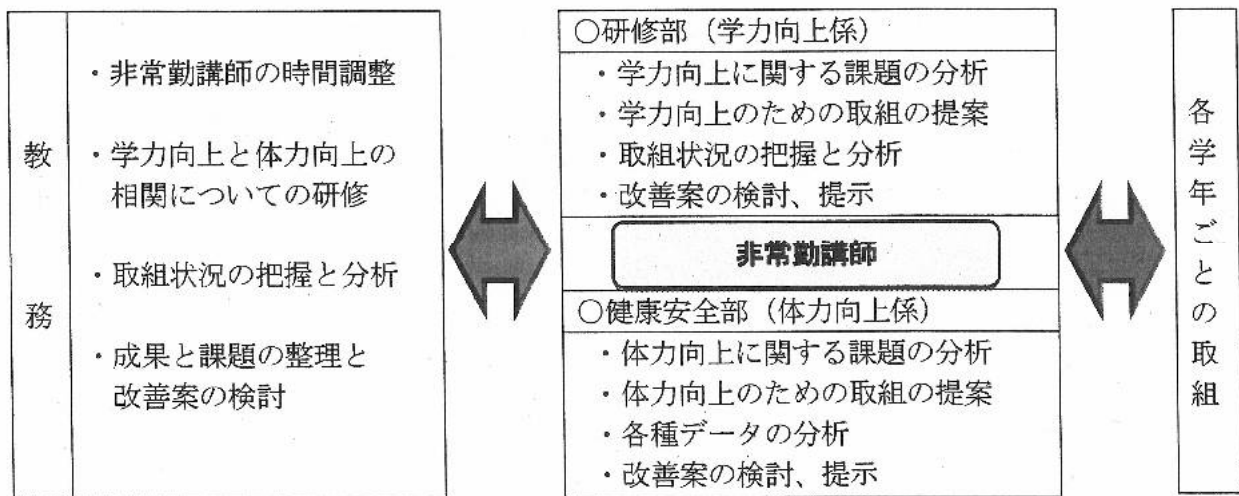 教務
・非常勤講師の時間調整
・学力向上と体力向上の
相関についての研修
・取組状況の把握と分析
・成果と課題の整理と
改善案の検討
○研修部（学力向上係）
・学力向上に関する課題の分析
・学力向上のための取組の提案
・取組状況の把握と分析
・改善案の検討、提示
非常勤講師
○健康安全部（体力向上係）
・体力向上に関する課題の分析
・体力向上のための取組の提案
・各種データの分析
・改善案の検討、提示
各学年ごとの取組